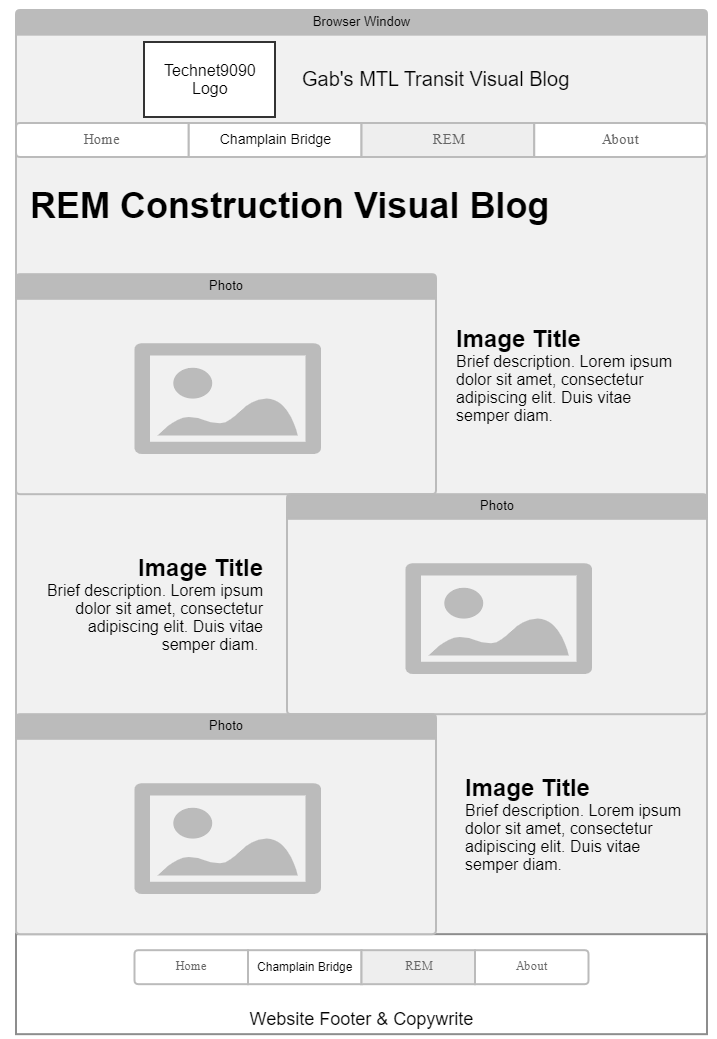 Browser Window
Technet9090
Logo
Gab's MTL Transit Visual Blog
Home
Champlain Bridge
REM
About
REM Construction Visual Blog
Photo
Image Title
Brief description. Lorem ipsum
dolor sit amet, consectetur
adipiscing elit. Duis vitae
semper diam.
Photo
Image Title
Brief description. Lorem ipsum
dolor sit amet, consectetur
adipiscing elit. Duis vitae
semper diam.
Photo
Image Title
Brief description. Lorem ipsum
dolor sit amet, consectetur
adipiscing elit. Duis vitae
semper diam.
Home
Champlain Bridge
REM
About
Website Footer & Copywrite